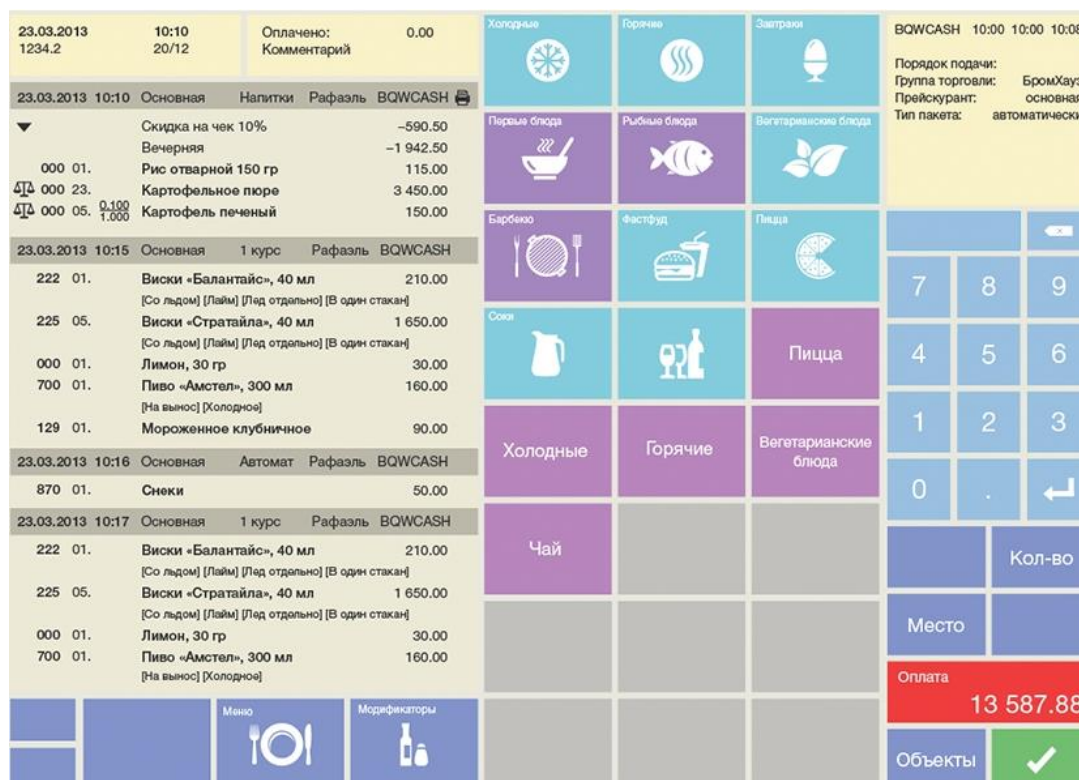 23.03.2013 10:10 Оплачено: 0.00
1234.2 20/12 Комментарий
23.03.2013 10:10 Основная Напитки Рафаэль BQWCASH
Скидка на чек 10% –590.50
Вечерняя –1 942.50
000 01. Рис отварной 150 гр 115.00
000 23. Картофельное пюре 3 450.00
000 05. 0.100 1.000 Картофель печеный 150.00
23.03.2013 10:15 Основная 1 курс Рафаэль BQWCASH
222 01. Виски «Балантайс», 40 мл 210.00
[Со льдом] [Лайм] [Лед отдельно] [В один стакан]
225 05. Виски «Стратайла», 40 мл 1 650.00
[Со льдом] [Лайм] [Лед отдельно] [В один стакан]
000 01. Лимон, 30 гр 30.00
700 01. Пиво «Амстел», 300 мл 160.00
[На вынос] [Холодное]
129 01. Мороженное клубничное 90.00
23.03.2013 10:16 Основная Автомат Рафаэль BQWCASH
870 01. Снеки 50.00
23.03.2013 10:17 Основная 1 курс Рафаэль BQWCASH
222 01. Виски «Балантайс», 40 мл 210.00
[Со льдом] [Лайм] [Лед отдельно] [В один стакан]
225 05. Виски «Стратайла», 40 мл 1 650.00
[Со льдом] [Лайм] [Лед отдельно] [В один стакан]
000 01. Лимон, 30 гр 30.00
700 01. Пиво «Амстел», 300 мл 160.00
[На вынос] [Холодное]
Меню Модификаторы
Холодные Горячие Завтраки
Первые блюда Рыбные блюда Вегетарианские блюда
Барбекю Фастфуд Пицца
Соки
Пицца
Холодные Горячие Вегетарианские
блюда
Чай
BQWCASH 10:00 10:00 10:08
Порядок подачи:
Группа торговли: БромХауз
Прейскурант: основная
Тип пакета: автоматически
7 8 9
4 5 6
1 2 3
0 .
Кол-во
Место
Оплата
13 587.88
Объекты